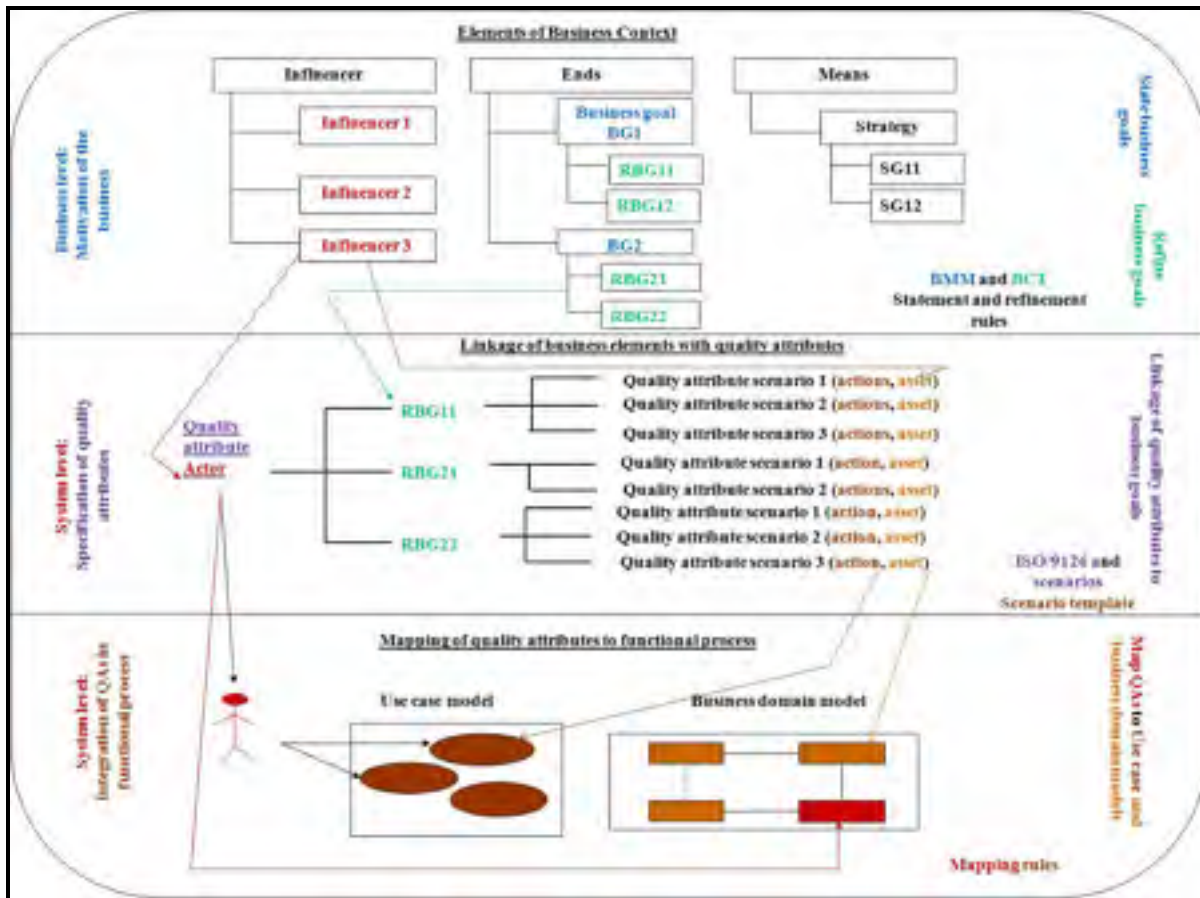 Elements of Business Context
Influencer
Ends
Means
Influencer 1
Influencer 2
Influencer 3
Business goal
BG1
RBG11
RBG12
BG2
RBG21
RBG22
Strategy
SG11
SG12
Business level:
Motivation of the
business
State business
goals
Refine
business goals
BMM and BCT
Statement and refinement
rules
Linkage of business elements with quality attributes
Quality
attribute
Actor
RBG11
RBG21
RBG22
Quality attribute scenario 1 (actions, asset)
Quality attribute scenario 2 (actions, asset)
Quality attribute scenario 3 (actions, asset)
Quality attribute scenario 1 (action, asset)
Quality attribute scenario 2 (actions, asset)
Quality attribute scenario 1 (action, asset)
Quality attribute scenario 2 (action, asset)
Quality attribute scenario 3 (action, asset)
System level:
Specification of quality
attributes
Linkage of quality attributes to
business goals
ISO/9126 and
scenarios
Scenario template
Mapping of quality attributes to functional process
Use case model
Business domain model
System level:
integration of QAs in
functional process
Map QAs to Use case and
business domain models
Mapping rules